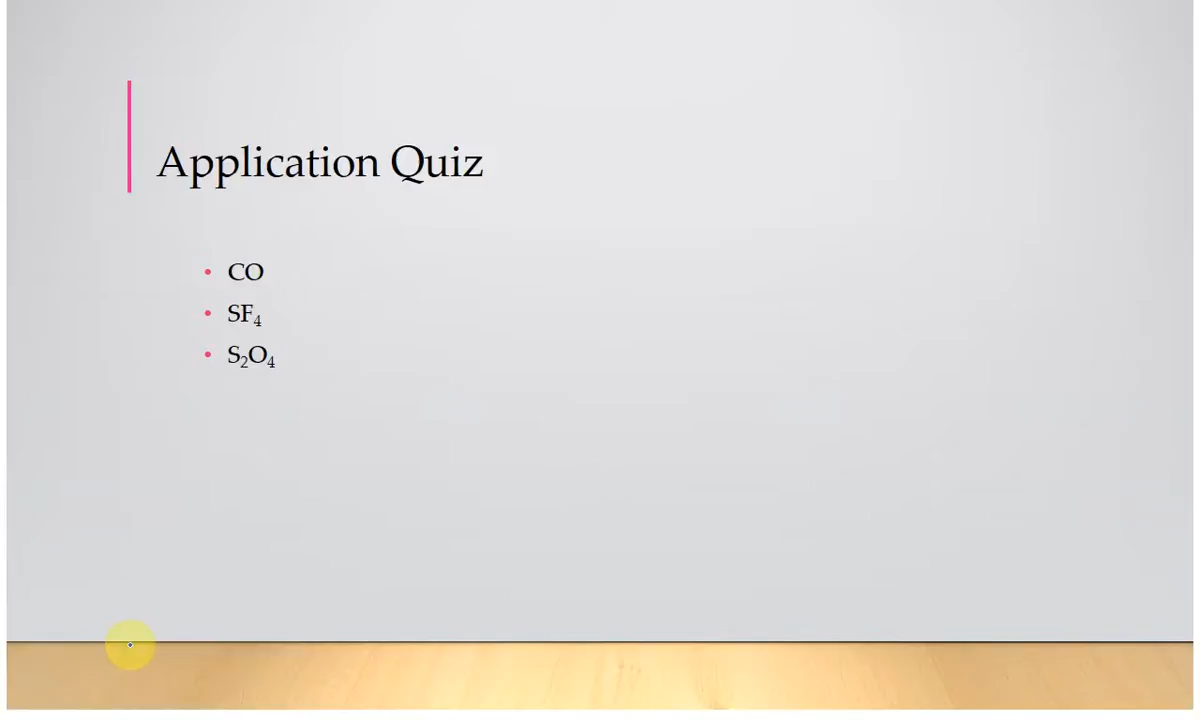 Application Quiz
• CO
• SF₄
• S₂O₄